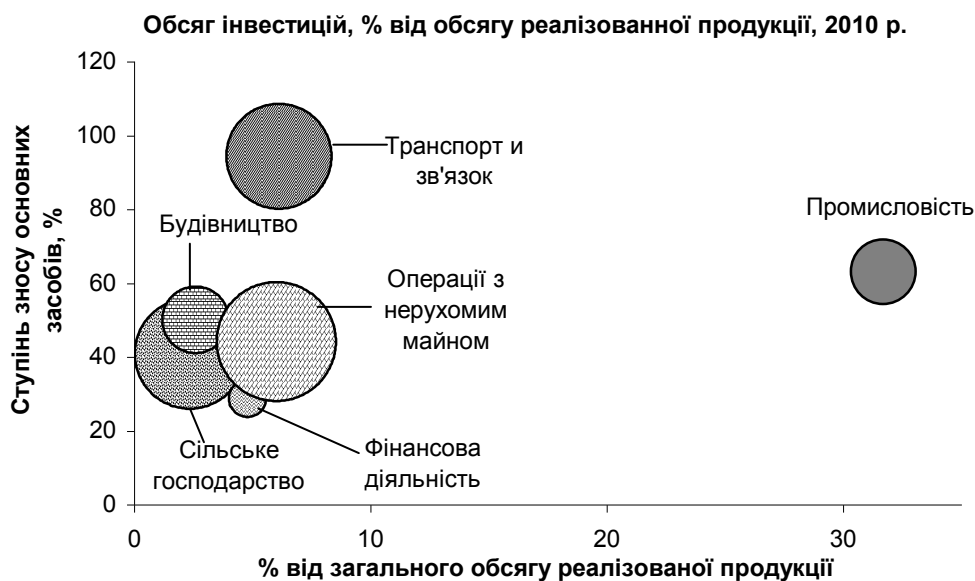 Обсяг інвестицій, % від обсягу реалізованної продукції, 2010 р.
Ступінь зносу основних
засобів, %
120
100
80
60
40
20
0
Транспорт и
зв'язок
Промисловість
Будівництво
Операції з
нерухомим
майном
Сільське
господарство
Фінансова
діяльність
0
10
20
30
% від загального обсягу реалізованої продукції